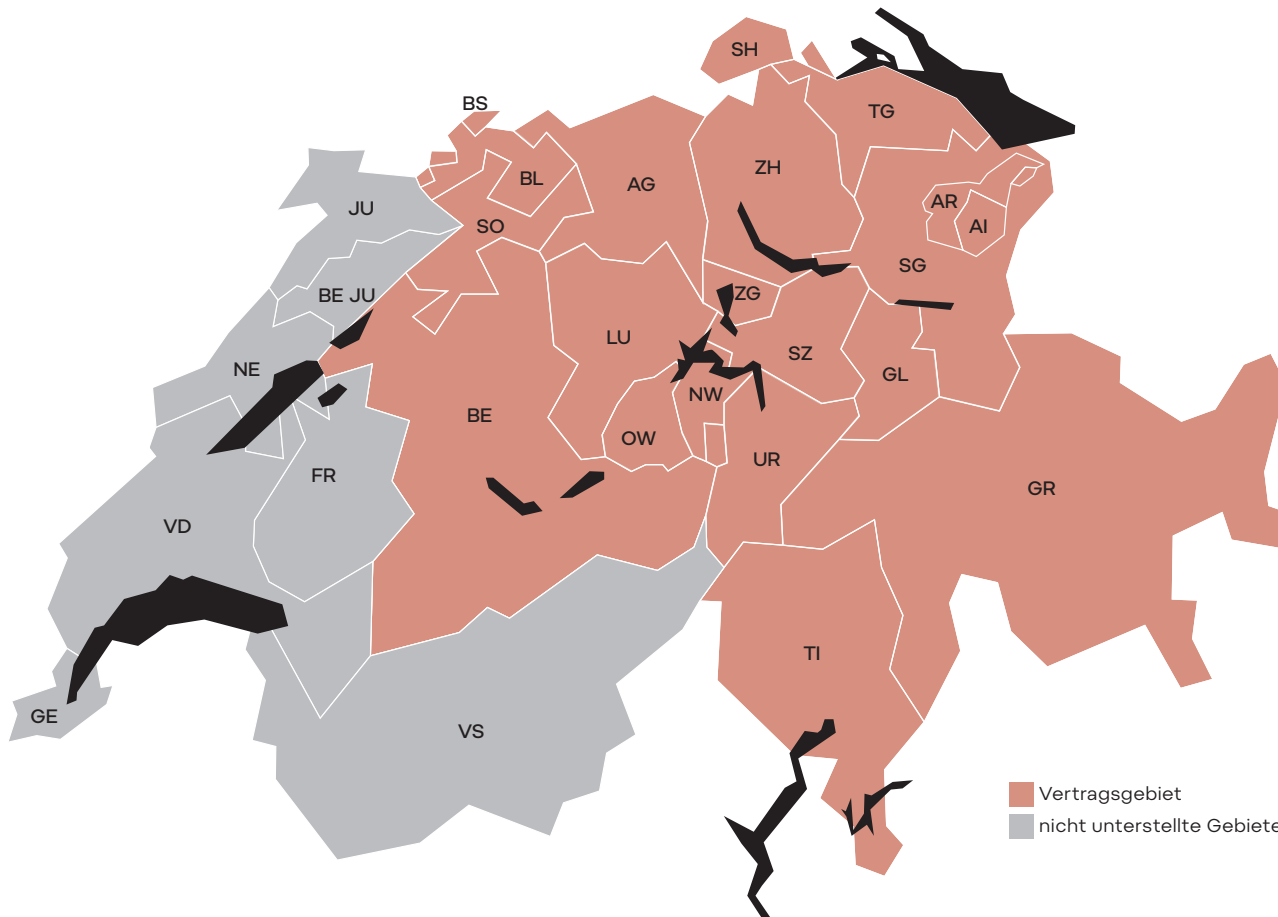 SH
BS
TG
ZH
BL
AG
JU
AR
SO
AI
SG
BE JU
ZG
LU
SZ
NE
GL
NW
BE
OW
UR
FR
GR
VD
TI
GE
VS
Vertragsgebiet
nicht unterstellte Gebiete